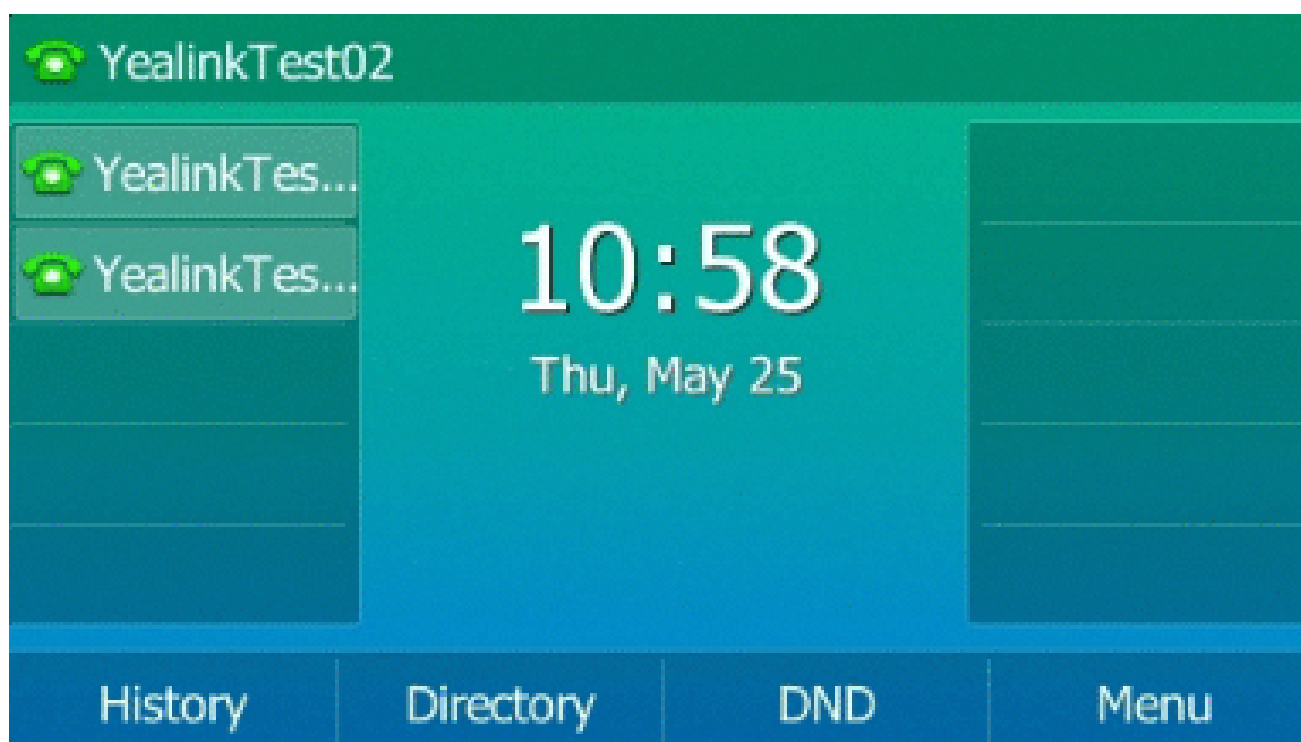 YealinkTest02
YealinkTes...
YealinkTes...
10:58
Thu, May 25
History Directory DND Menu